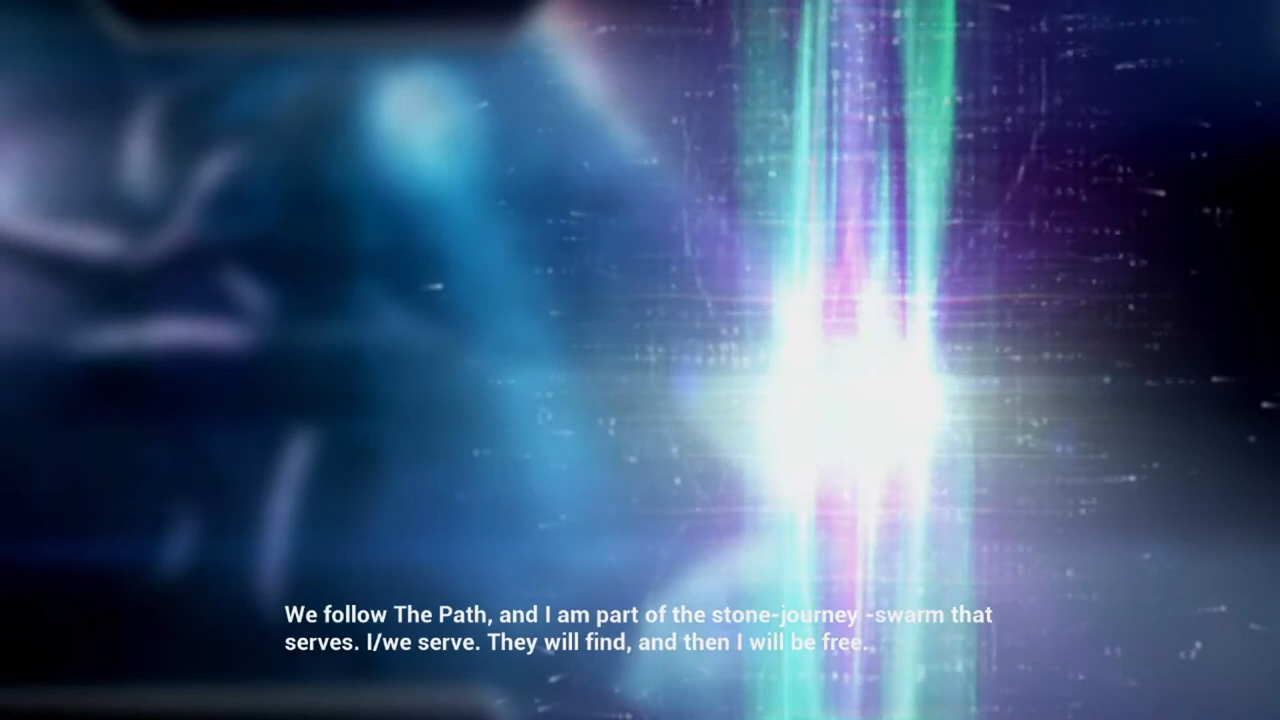 We follow The Path, and I am part of the stone-journey -swarm that
serves. I/we serve. They will find, and then I will be free.